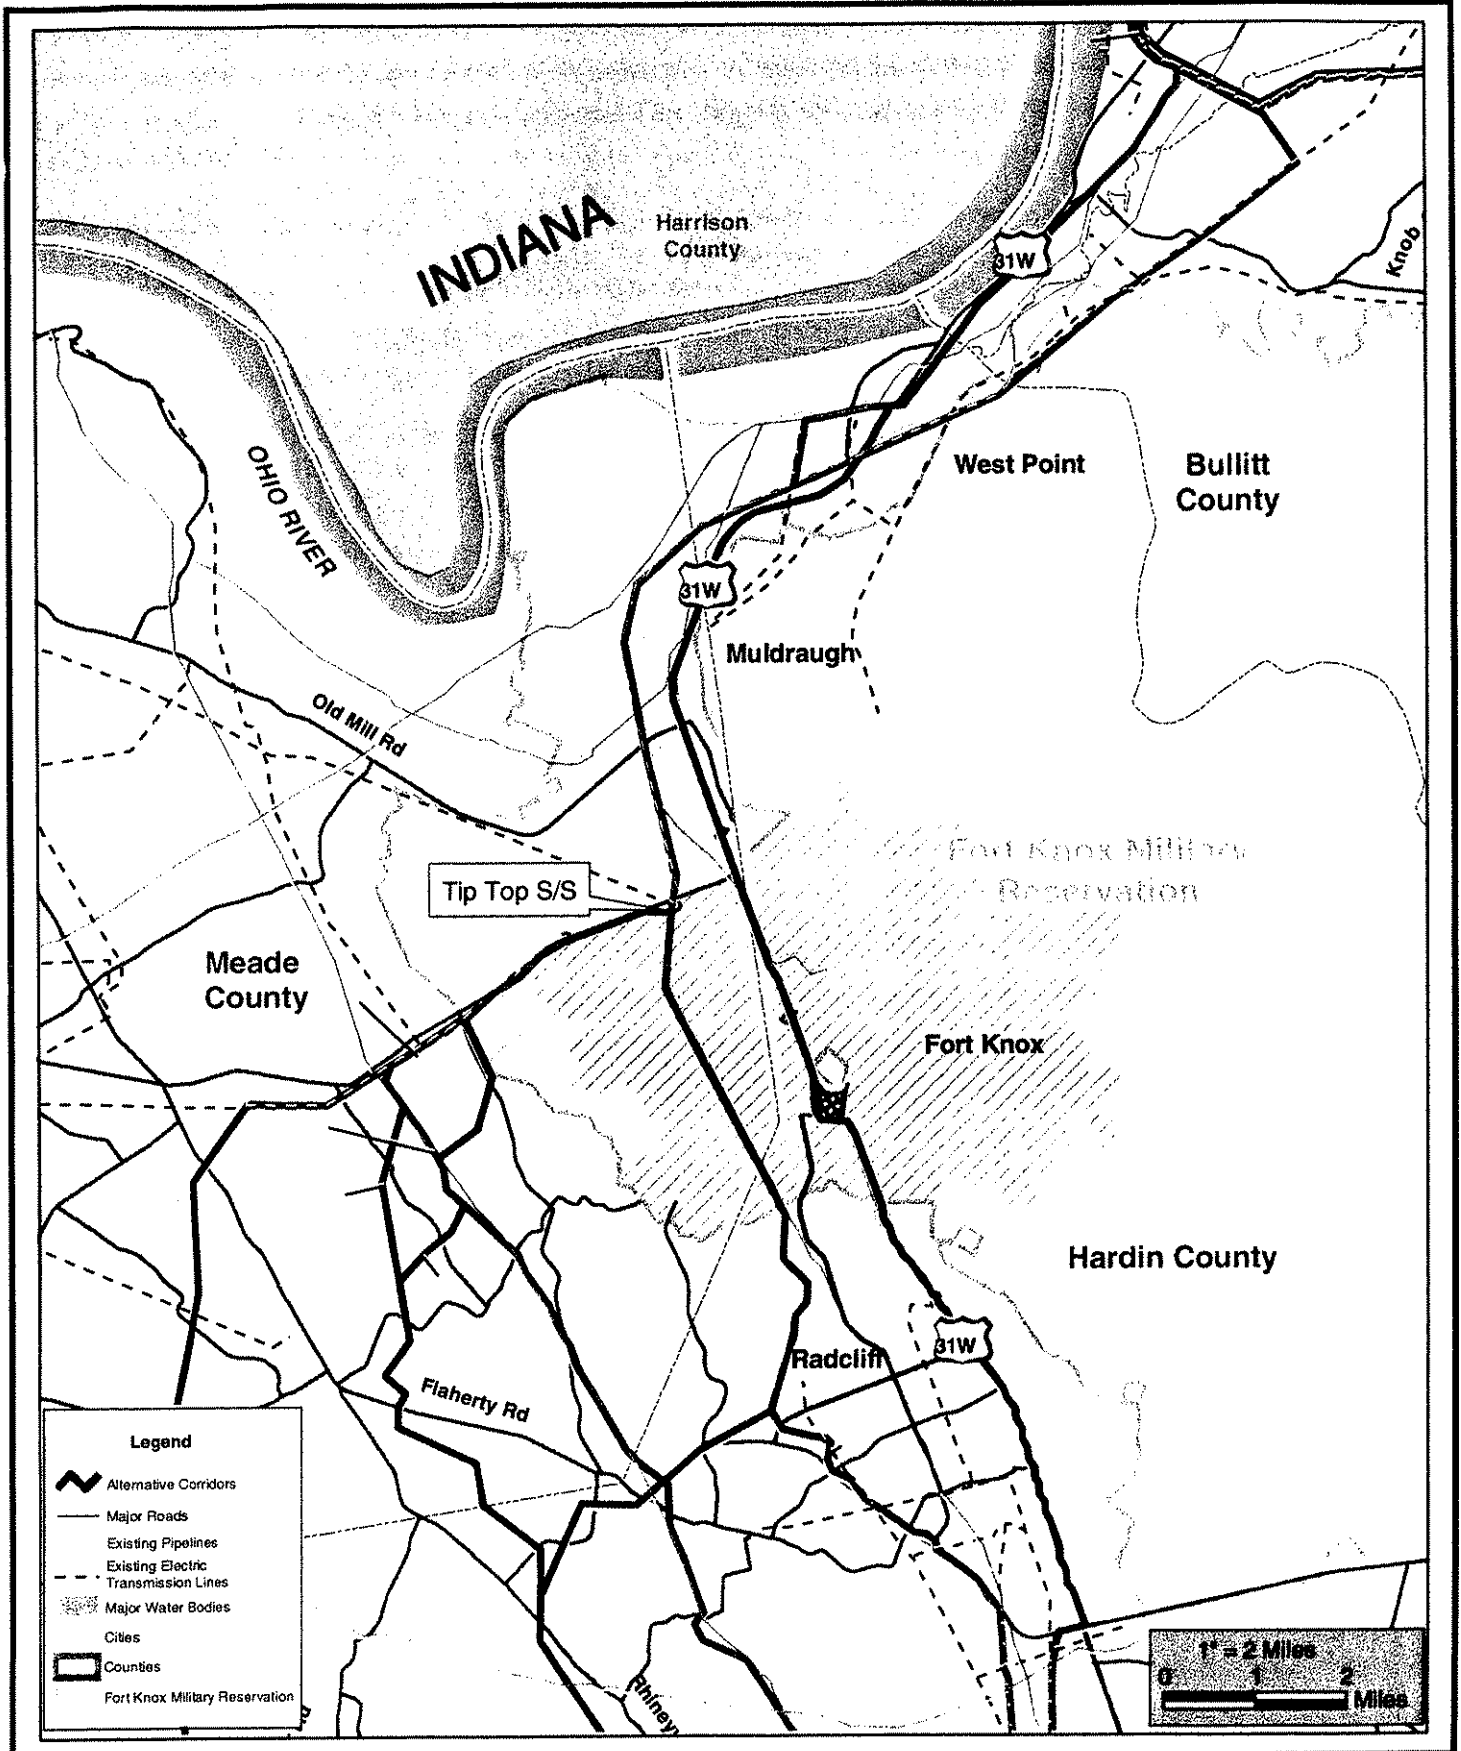 INDIANA
Harrison
County
31W
Knob
OHIO RIVER
West Point
Bullitt
County
31W
Muldraugh
Old Mill Rd
Fort Knox Military
Reservation
Tip Top S/S
Meade
County
Fort Knox
Hardin County
31W
Radcliff
Flaherty Rd
Legend
Alternative Corridors
Major Roads
Existing Pipelines
Existing Electric
Transmission Lines
Major Water Bodies
Cities
Counties
Fort Knox Military Reservation
1" = 2 Miles
0 1 2
Miles